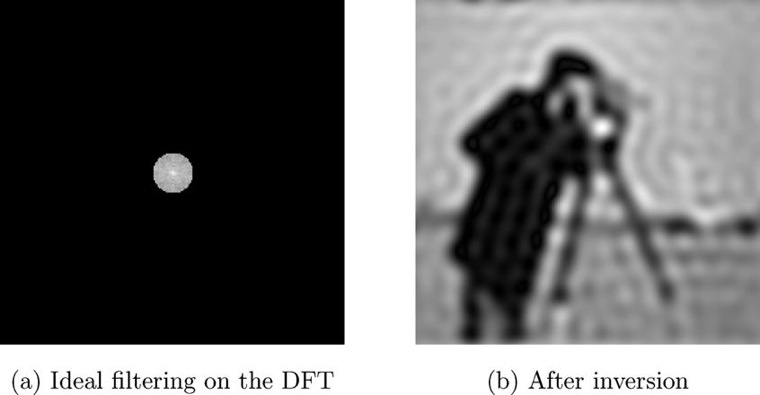 (a) Ideal filtering on the DFT
(b) After inversion